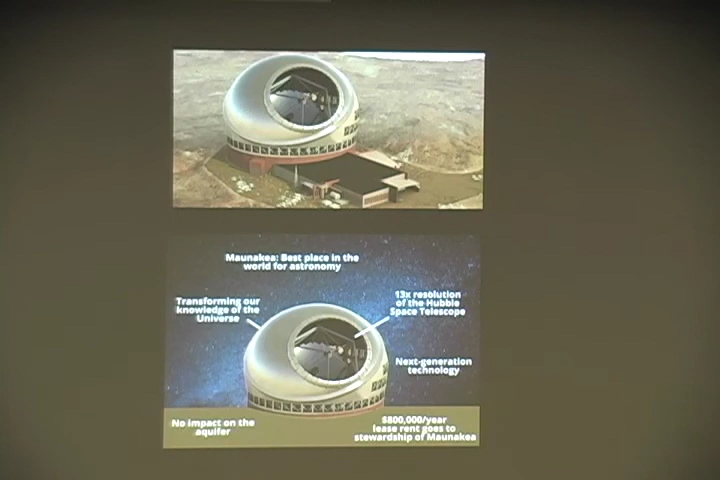 Maunakea: Best place in the
world for astronomy
Transforming our
knowledge of the
Universe
13x resolution
of the Hubble
Space Telescope
Next-generation
technology
No impact on the
aquifer
$800,000/year
lease rent goes to
stewardship of Maunakea